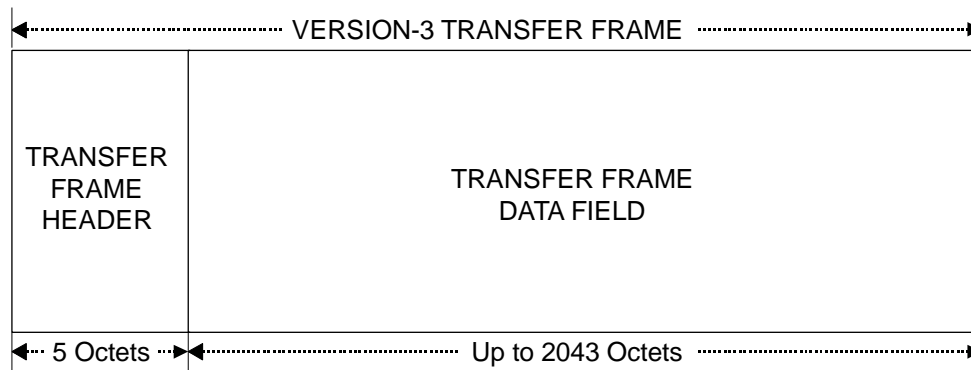 VERSION-3 TRANSFER FRAME
TRANSFER
FRAME
HEADER
TRANSFER FRAME
DATA FIELD
5 Octets
Up to 2043 Octets